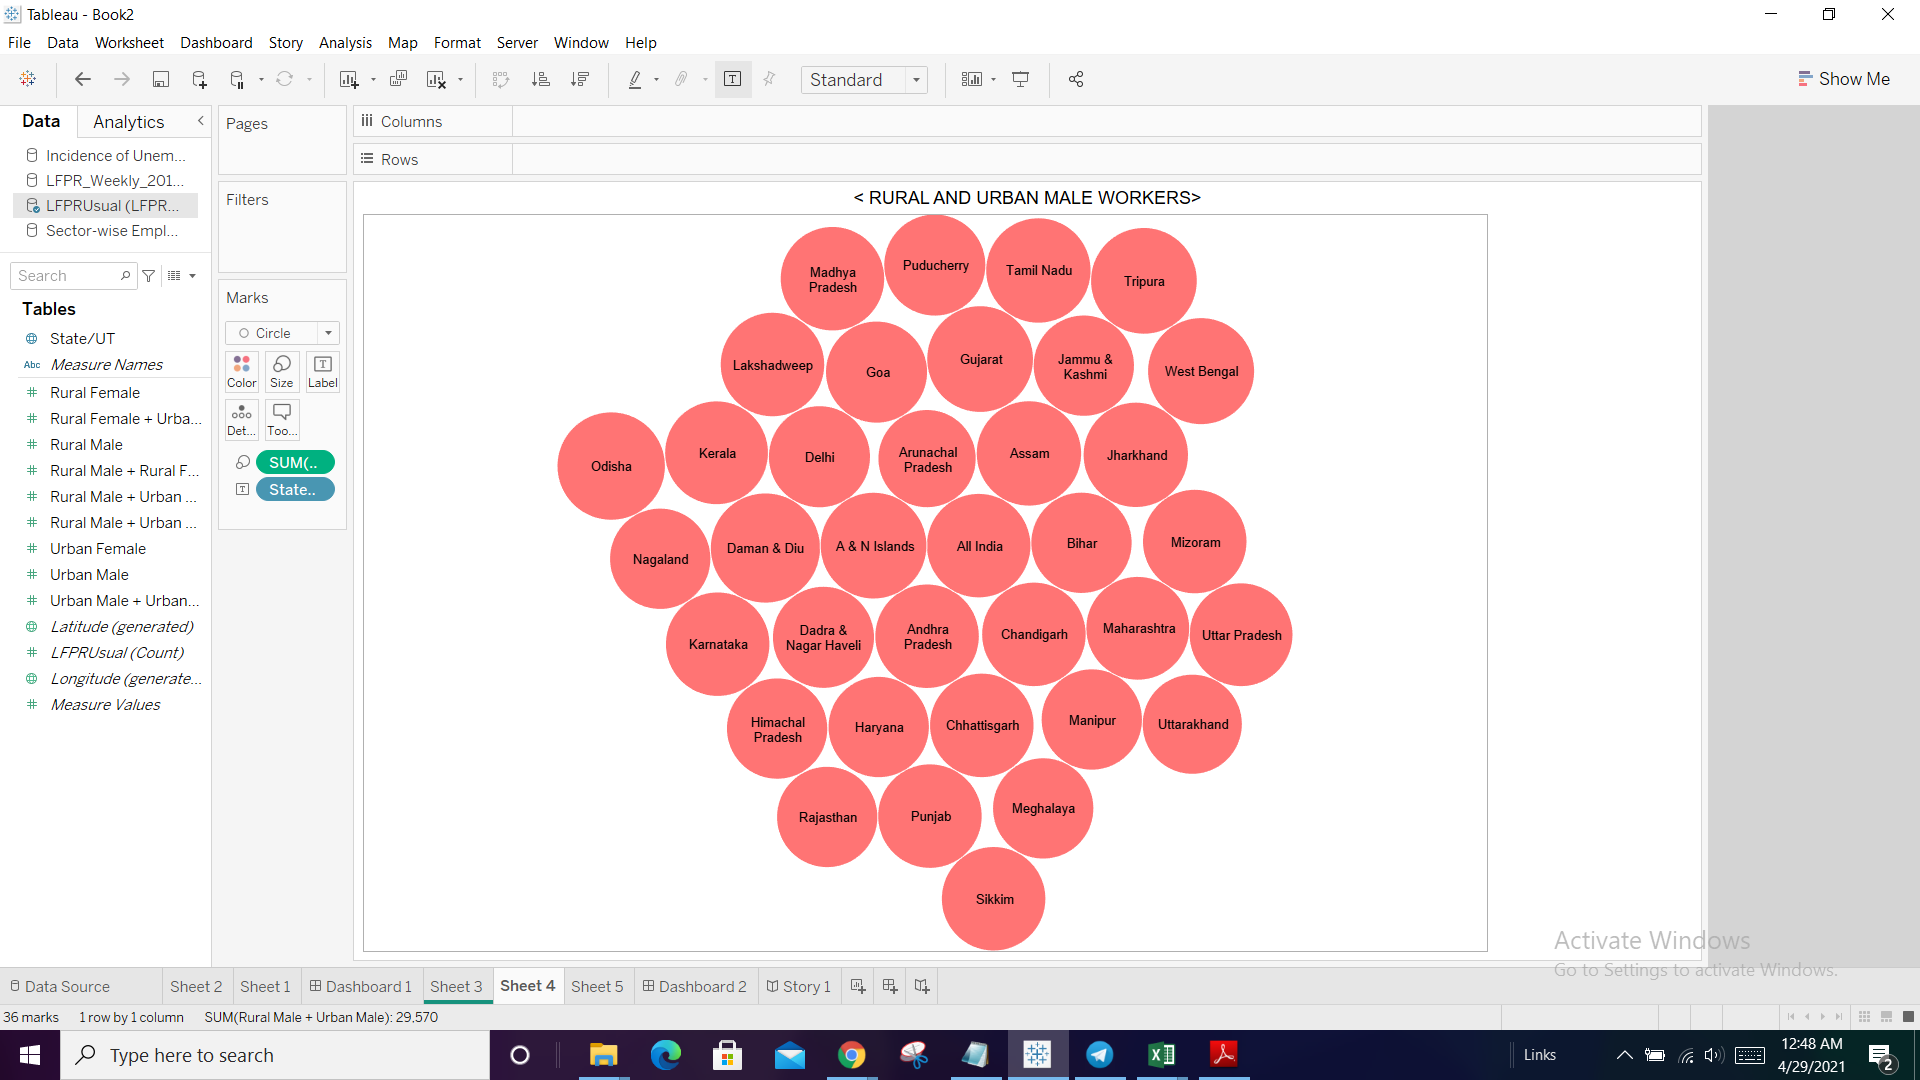 Tableau - Book2
File Data Worksheet Dashboard Story Analysis Map Format Server Window Help
Standard
Show Me
Data Analytics
Pages
Columns
Rows
Incidence of Unem...
LFPR_Weekly_201...
LFPRUsual (LFPR...
Sector-wise Empl...
Search
Tables
State/UT
Abc Measure Names
Rural Female
Rural Female + Urba...
Rural Male
Rural Male + Rural F...
Rural Male + Urban ...
Rural Male + Urban ...
Urban Female
Urban Male
Urban Male + Urban...
Latitude (generated)
LFPRUsual (Count)
Longitude (generate...
Measure Values
Filters
Marks
Circle
Color Size Label
Det... Too...
SUM(..
State..
< RURAL AND URBAN MALE WORKERS>
Madhya
Pradesh
Puducherry
Tamil Nadu
Tripura
Lakshadweep
Goa
Gujarat
Jammu &
Kashmi
West Bengal
Odisha
Kerala
Delhi
Arunachal
Pradesh
Assam
Jharkhand
Nagaland
Daman & Diu
A & N Islands
All India
Bihar
Mizoram
Karnataka
Dadra &
Nagar Haveli
Andhra
Pradesh
Chandigarh
Maharashtra
Uttar Pradesh
Himachal
Pradesh
Haryana
Chhattisgarh
Manipur
Uttarakhand
Rajasthan
Punjab
Meghalaya
Sikkim
Activate Windows
Go to Settings to activate Windows.
Data Source Sheet 2 Sheet 1 Dashboard 1 Sheet 3 Sheet 4 Sheet 5 Dashboard 2 Story 1
36 marks 1 row by 1 column SUM(Rural Male + Urban Male): 29,570
Type here to search
Links
12:48 AM
4/29/2021
2